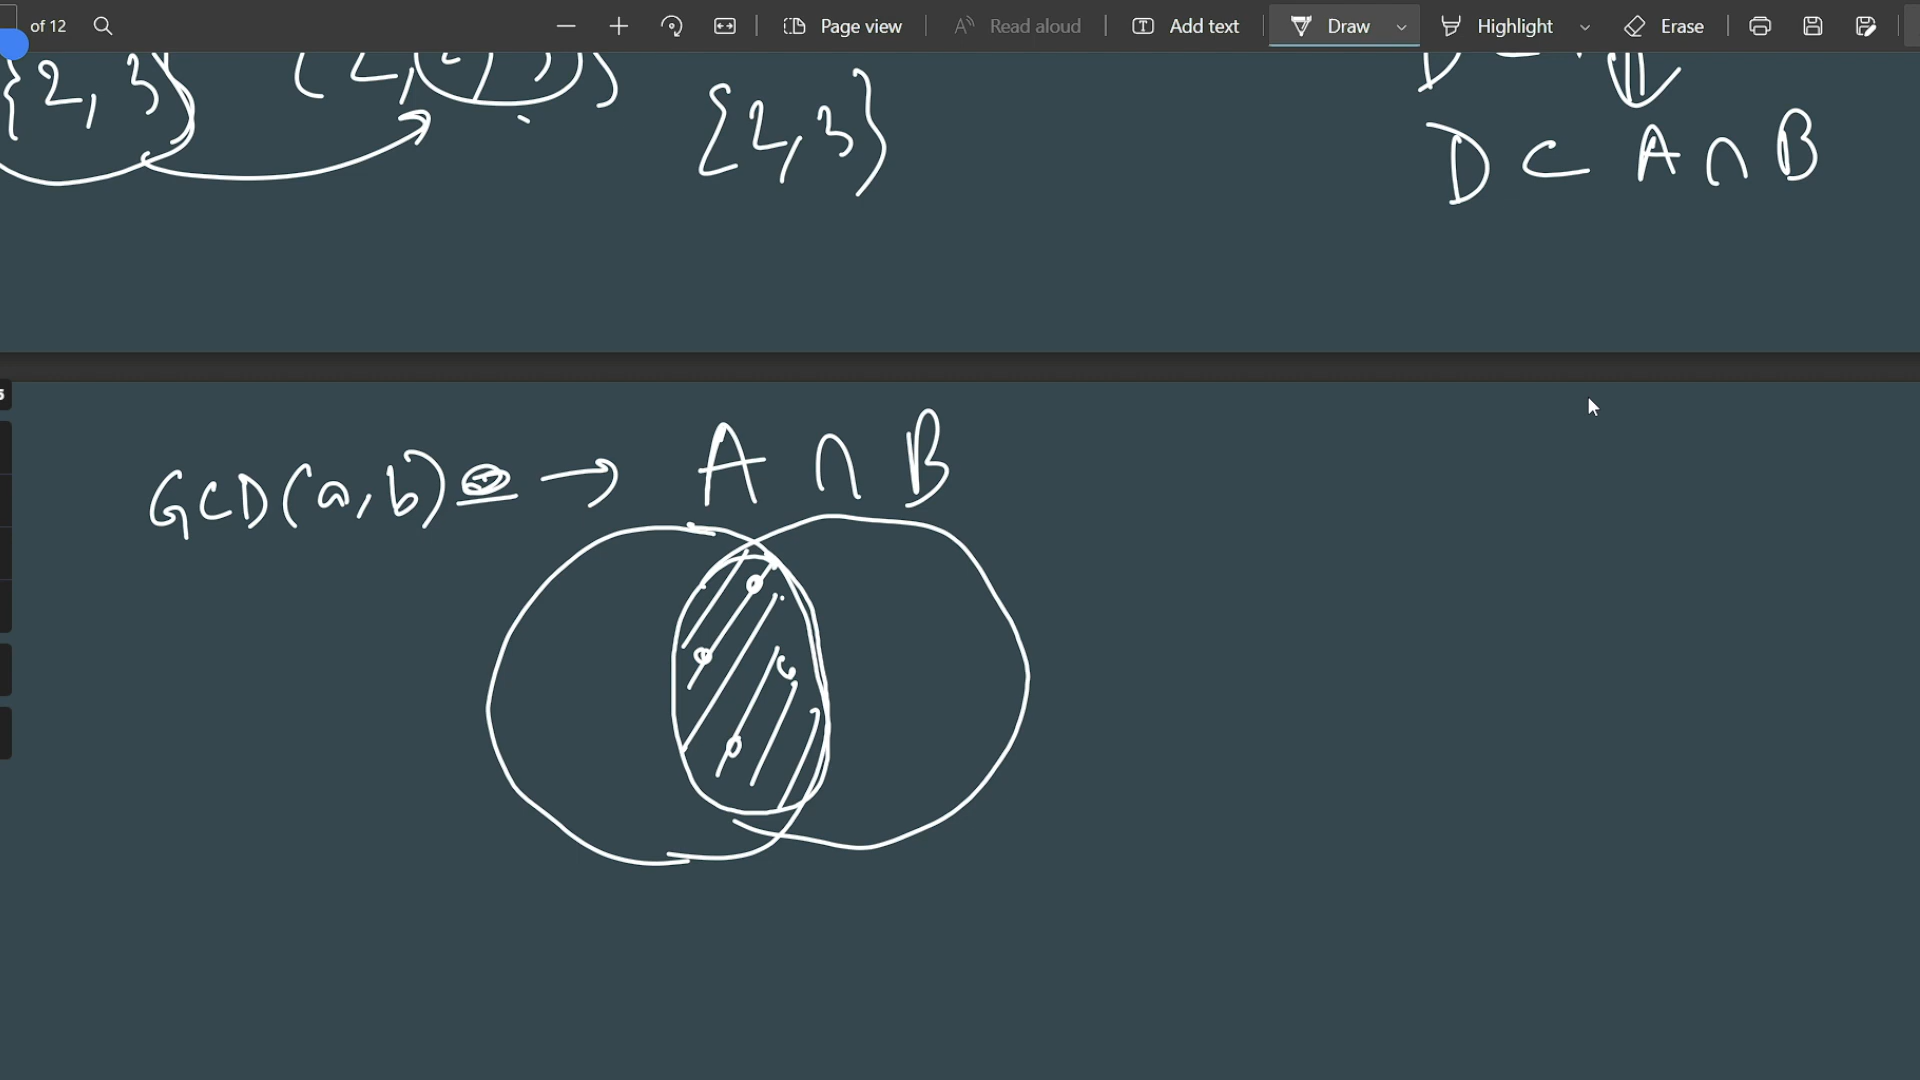 of 12 Page view Read aloud Add text Draw Highlight Erase
{2, 3}
{2,3}
D ⊂ A ∩ B
GCD(a,b) → A ∩ B